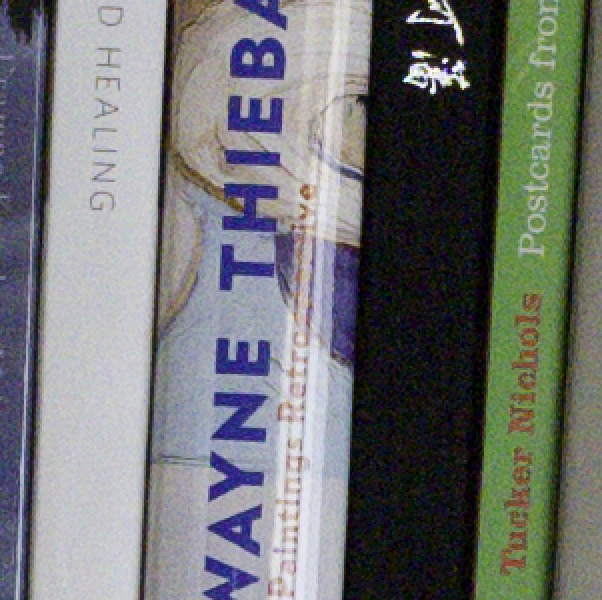 D HEALING
WAYNE THIEBA
Paintings Retrospective
Tucker Nichols Postcards from